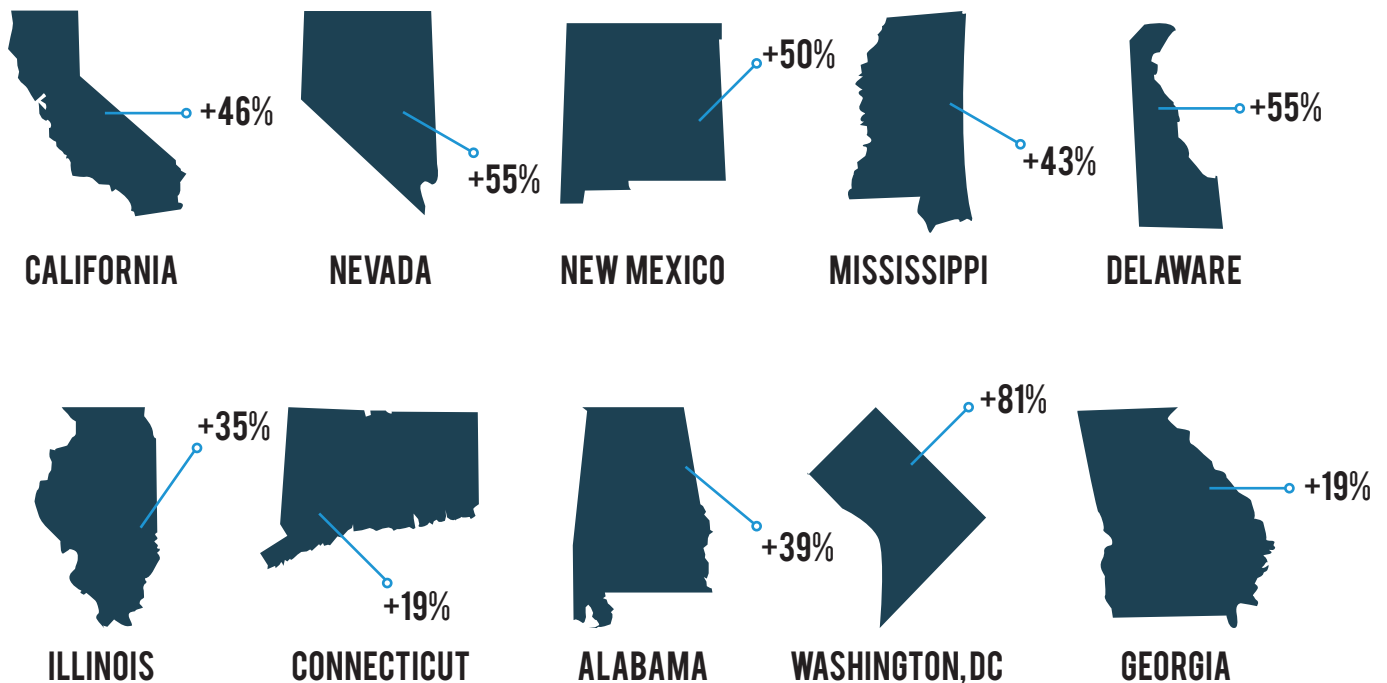 +46%
+55%
+50%
+43%
+55%
CALIFORNIA
NEVADA
NEW MEXICO
MISSISSIPPI
DELAWARE
+35%
+19%
+39%
+81%
+19%
ILLINOIS
CONNECTICUT
ALABAMA
WASHINGTON, DC
GEORGIA